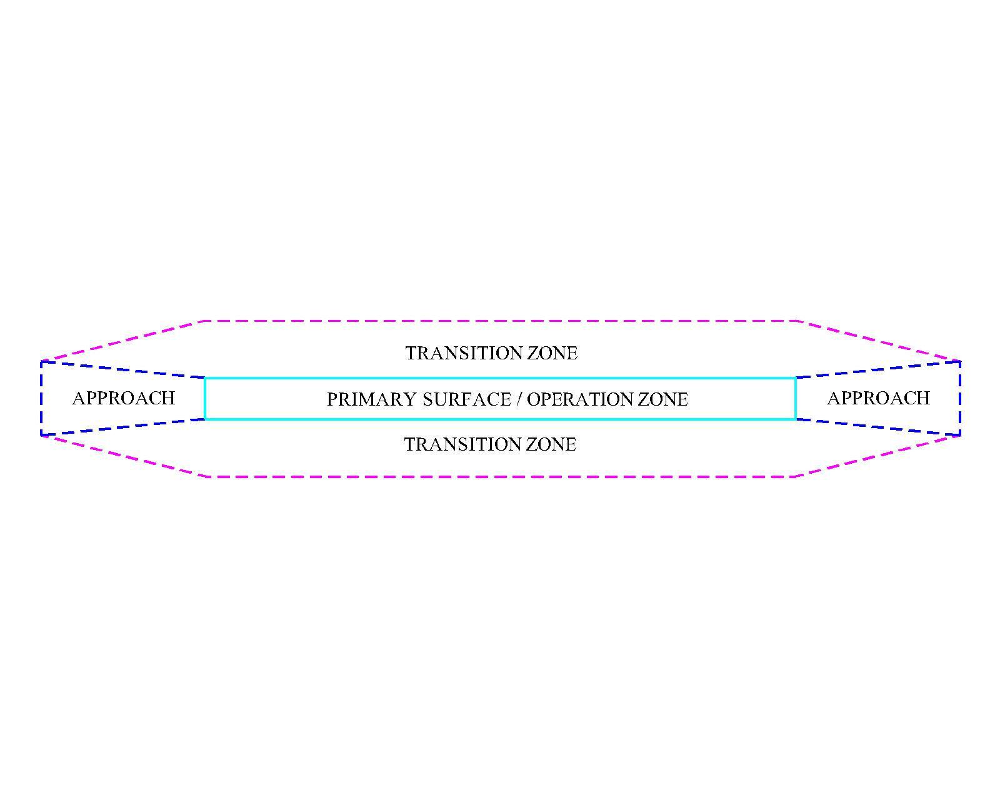 TRANSITION ZONE
APPROACH
PRIMARY SURFACE / OPERATION ZONE
APPROACH
TRANSITION ZONE